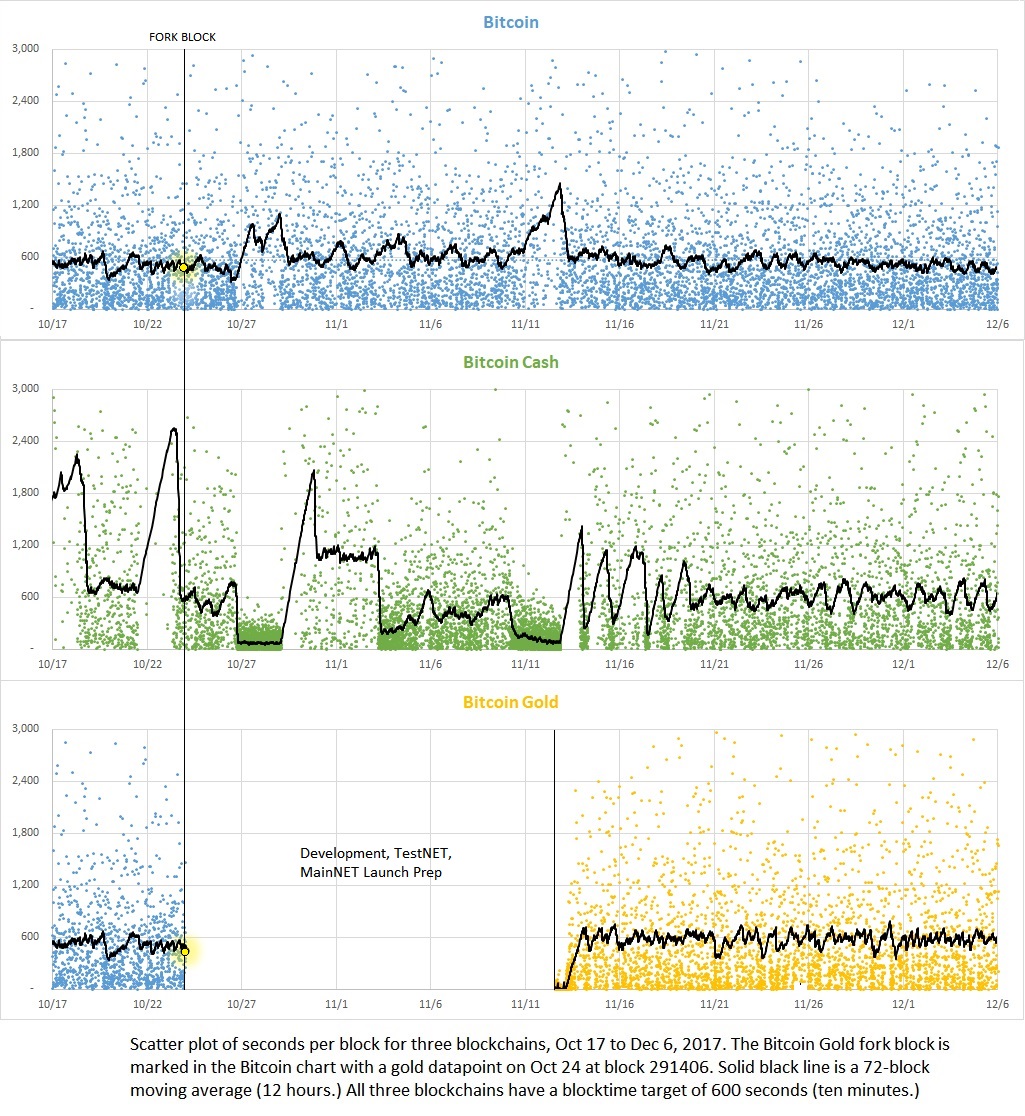 Bitcoin
FORK BLOCK
3,000
2,400
1,800
1,200
600
-
10/17 10/22 10/27 11/1 11/6 11/11 11/16 11/21 11/26 12/1 12/6
Bitcoin Cash
3,000
2,400
1,800
1,200
600
-
10/17 10/22 10/27 11/1 11/6 11/11 11/16 11/21 11/26 12/1 12/6
Bitcoin Gold
3,000
2,400
1,800
Development, TestNET,
MainNET Launch Prep
1,200
600
-
10/17 10/22 10/27 11/1 11/6 11/11 11/16 11/21 11/26 12/1 12/6
Scatter plot of seconds per block for three blockchains, Oct 17 to Dec 6, 2017. The Bitcoin Gold fork block is
marked in the Bitcoin chart with a gold datapoint on Oct 24 at block 291406. Solid black line is a 72-block
moving average (12 hours.) All three blockchains have a blocktime target of 600 seconds (ten minutes.)